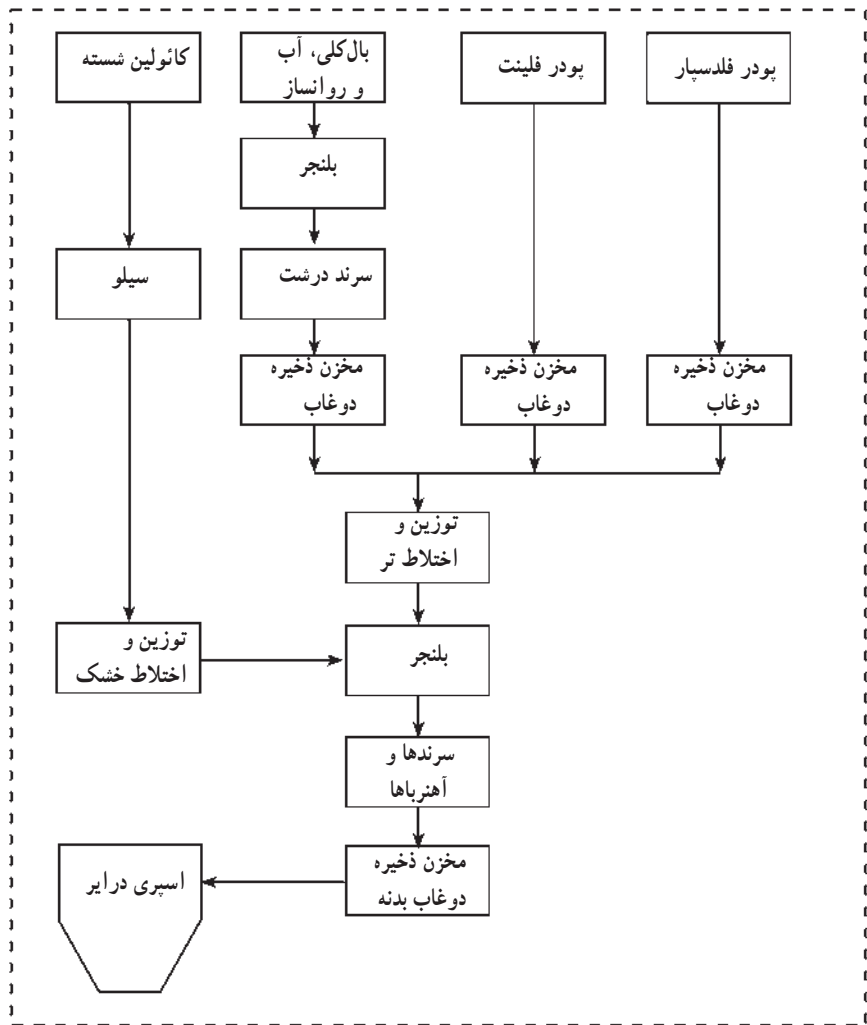 پودر فلدسپار
پودر فلینت
بال‌کلی، آب
و روانساز
کائولین شسته
بلنجر
سیلو
سرند درشت
مخزن ذخیره
دوغاب
مخزن ذخیره
دوغاب
مخزن ذخیره
دوغاب
توزین و
اختلاط تر
توزین و
اختلاط خشک
بلنجر
سرندها و
آهنرباها
مخزن ذخیره
دوغاب بدنه
اسپری درایر